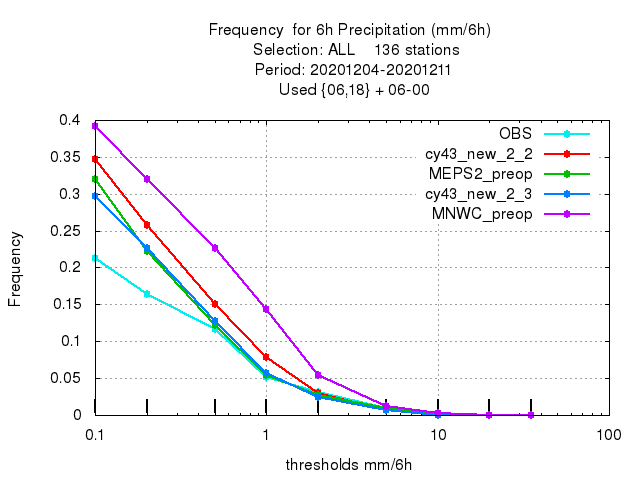 Frequency for 6h Precipitation (mm/6h)
Selection: ALL 136 stations
Period: 20201204-20201211
Used {06,18} + 06-00
0.4
0.35
0.3
0.25
0.2
0.15
0.1
0.05
0
Frequency
OBS
cy43_new_2_2
MEPS2_preop
cy43_new_2_3
MNWC_preop
0.1 1 10 100
thresholds mm/6h